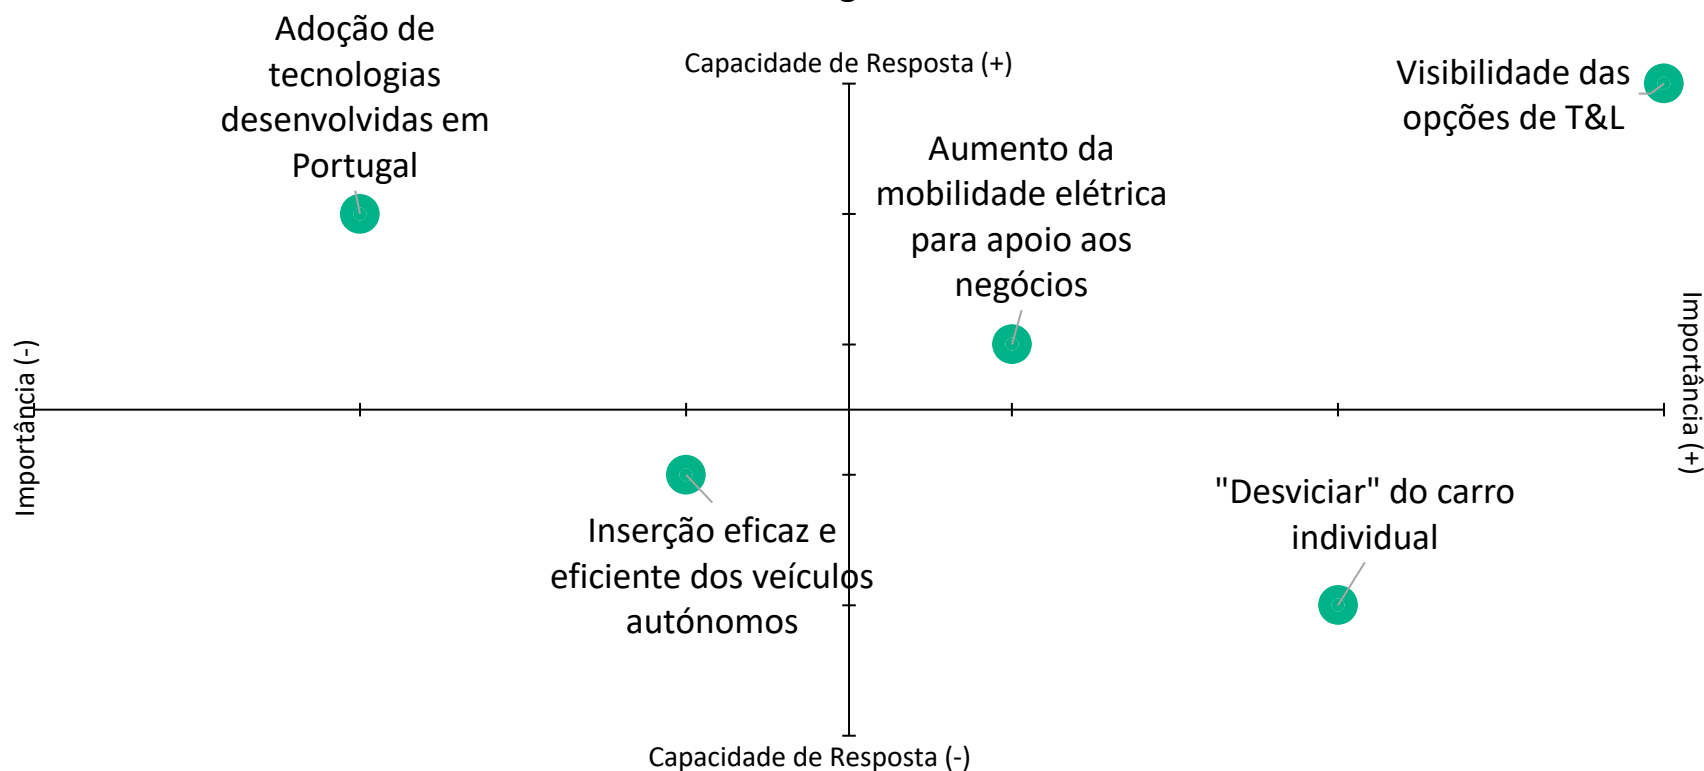 Adoção de
tecnologias
desenvolvidas em
Portugal
Capacidade de Resposta (+)
Visibilidade das
opções de T&L
Aumento da
mobilidade elétrica
para apoio aos
negócios
Importância (-)
Importância (+)
Inserção eficaz e
eficiente dos veículos
autónomos
"Desviciar" do carro
individual
Capacidade de Resposta (-)